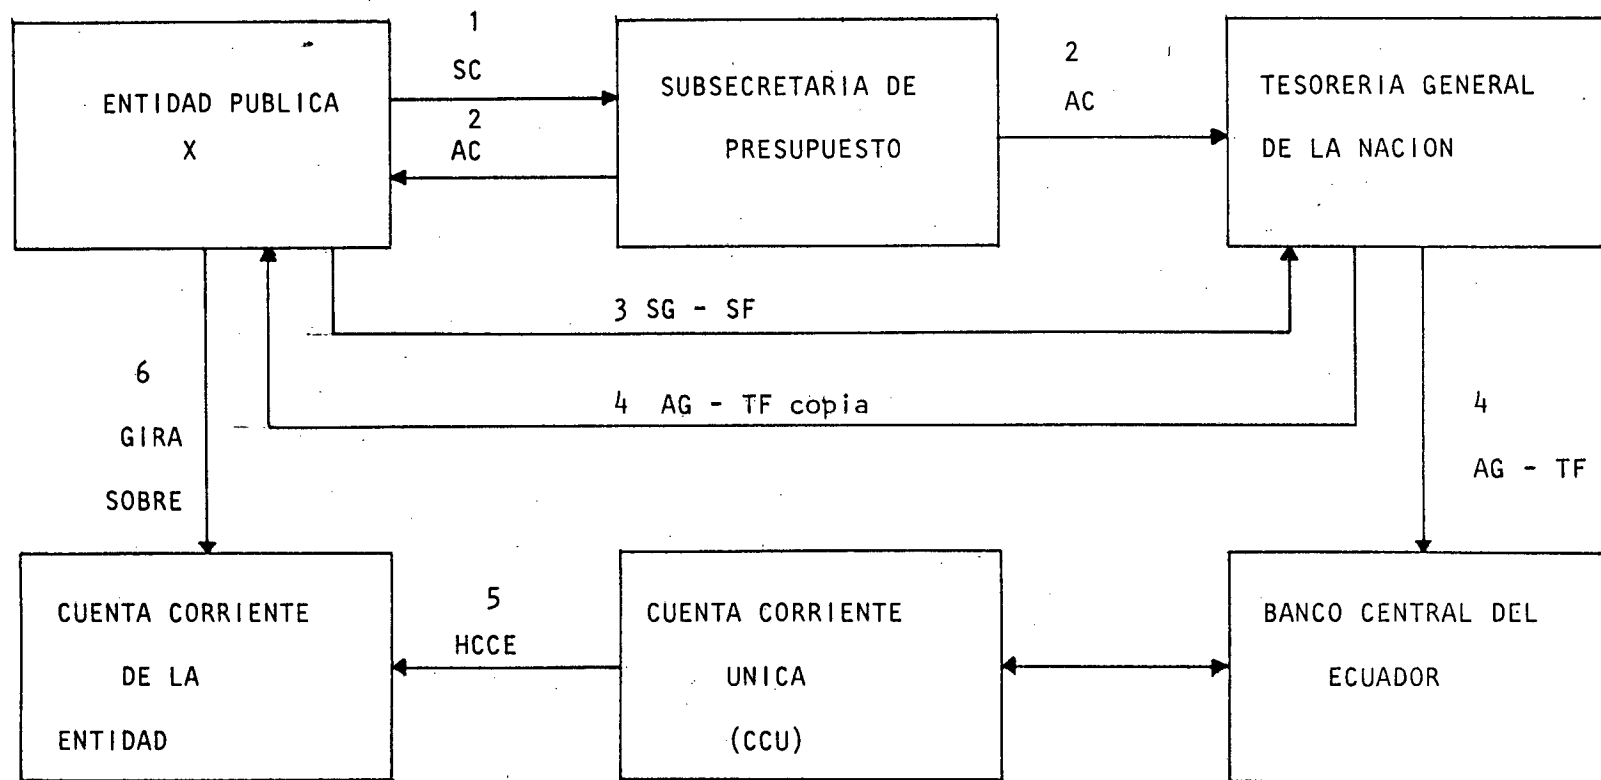 1
SC
2
AC
ENTIDAD PUBLICA
X
SUBSECRETARIA DE
PRESUPUESTO
2
AC
TESORERIA GENERAL
DE LA NACION
3 SG - SF
4 AG - TF copia
6
GIRA
SOBRE
4
AG - TF
CUENTA CORRIENTE
DE LA
ENTIDAD
5
HCCE
CUENTA CORRIENTE
UNICA
(CCU)
BANCO CENTRAL DEL
ECUADOR